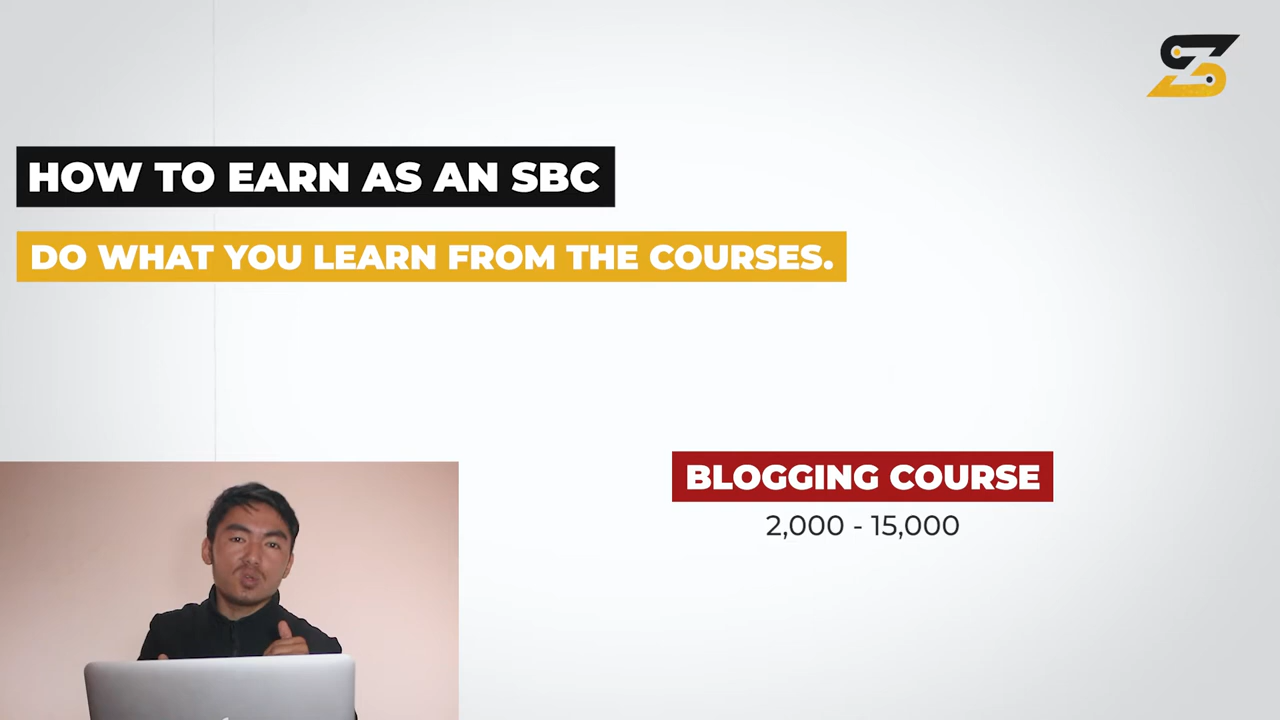 HOW TO EARN AS AN SBC
DO WHAT YOU LEARN FROM THE COURSES.
BLOGGING COURSE
2,000 - 15,000